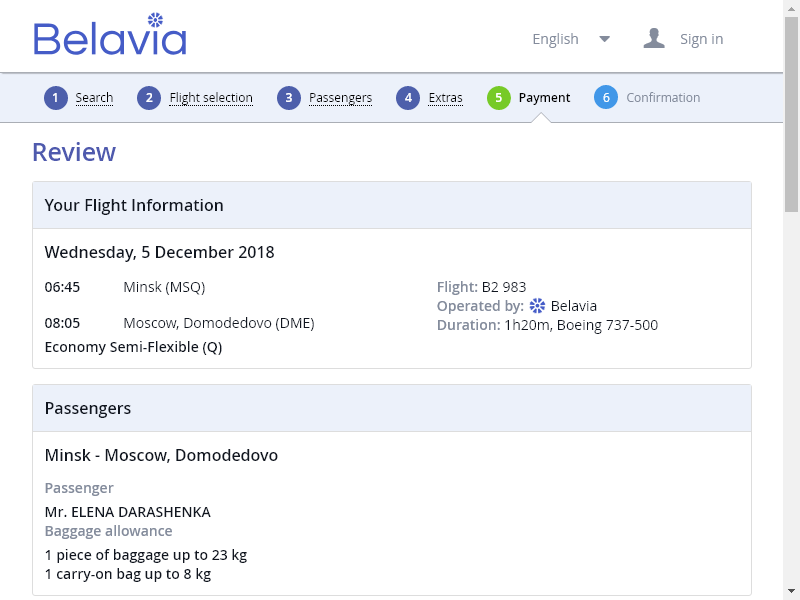 Belavia
English
Sign in
1 Search 2 Flight selection 3 Passengers 4 Extras 5 Payment 6 Confirmation
Review
Your Flight Information
Wednesday, 5 December 2018
06:45 Minsk (MSQ)
Flight: B2 983
Operated by: Belavia
08:05 Moscow, Domodedovo (DME)
Duration: 1h20m, Boeing 737-500
Economy Semi-Flexible (Q)
Passengers
Minsk - Moscow, Domodedovo
Passenger
Mr. ELENA DARASHENKA
Baggage allowance
1 piece of baggage up to 23 kg
1 carry-on bag up to 8 kg